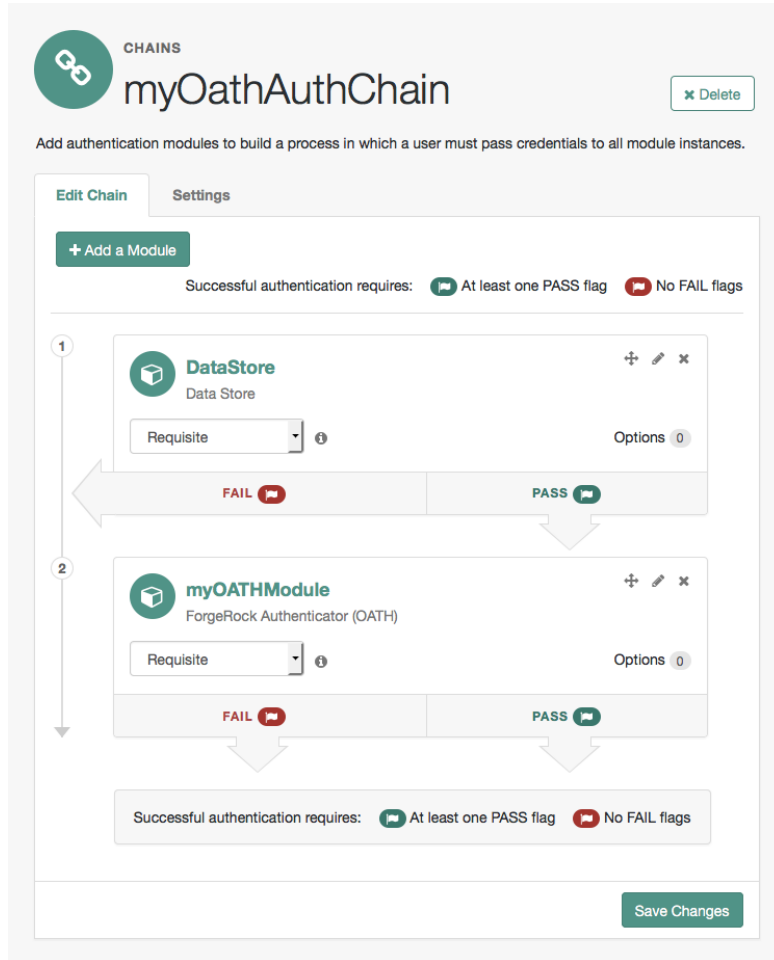 CHAINS
myOathAuthChain
Delete
Add authentication modules to build a process in which a user must pass credentials to all module instances.
Edit Chain Settings
+ Add a Module
Successful authentication requires: At least one PASS flag No FAIL flags
1
DataStore
Data Store
Requisite Options 0
FAIL PASS
2
myOATHModule
ForgeRock Authenticator (OATH)
Requisite Options 0
FAIL PASS
Successful authentication requires: At least one PASS flag No FAIL flags
Save Changes